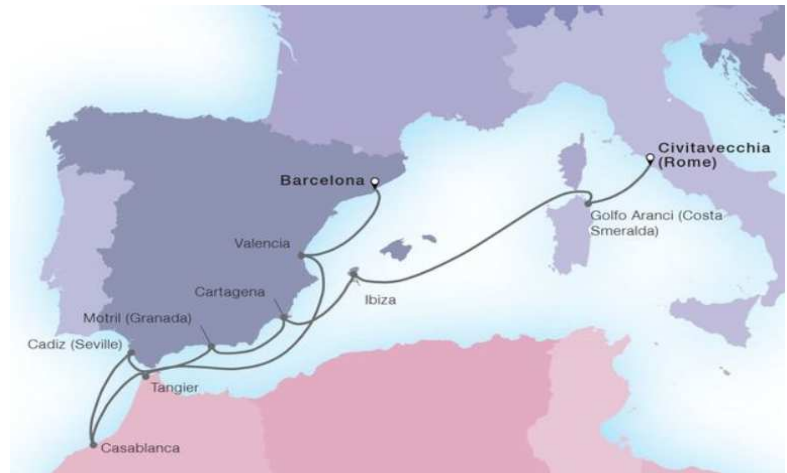 Civitavecchia
(Rome)
Barcelona
Golfo Aranci (Costa
Smeralda)
Valencia
Cartagena
Ibiza
Motril (Granada)
Cadiz (Seville)
Tangier
Casablanca